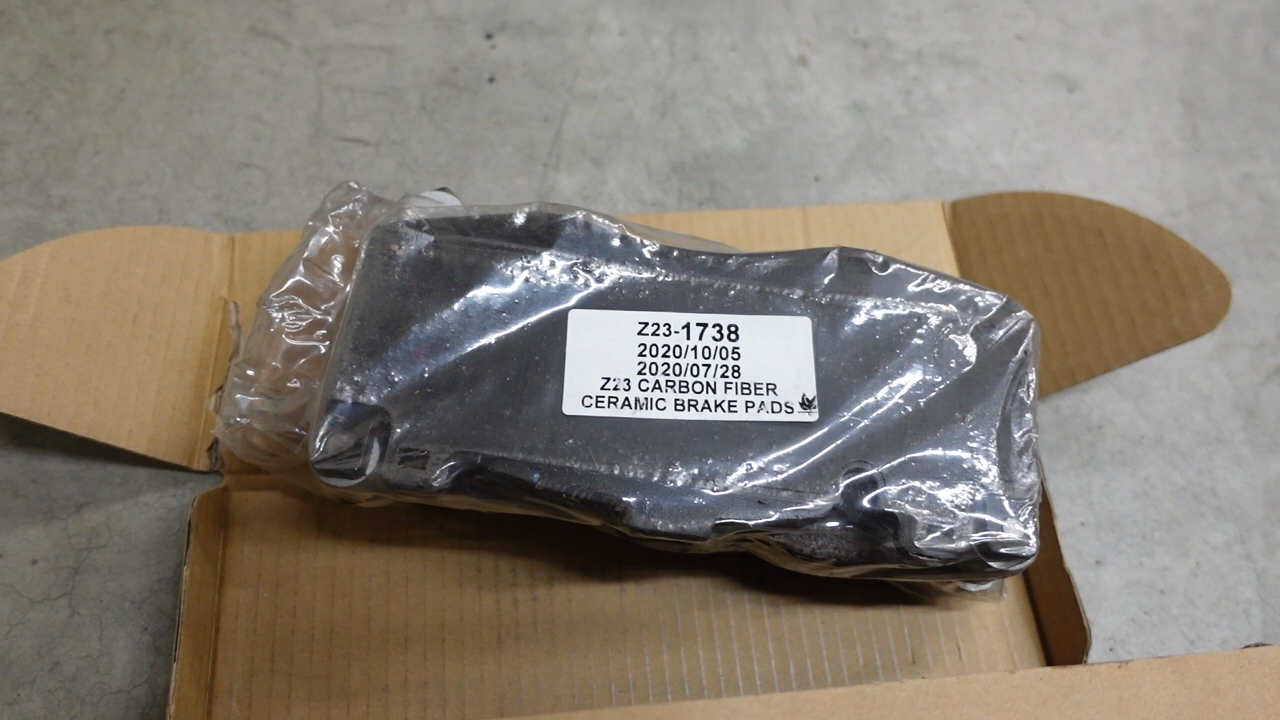 Z23-1738
2020/10/05
2020/07/28
Z23 CARBON FIBER
CERAMIC BRAKE PADS